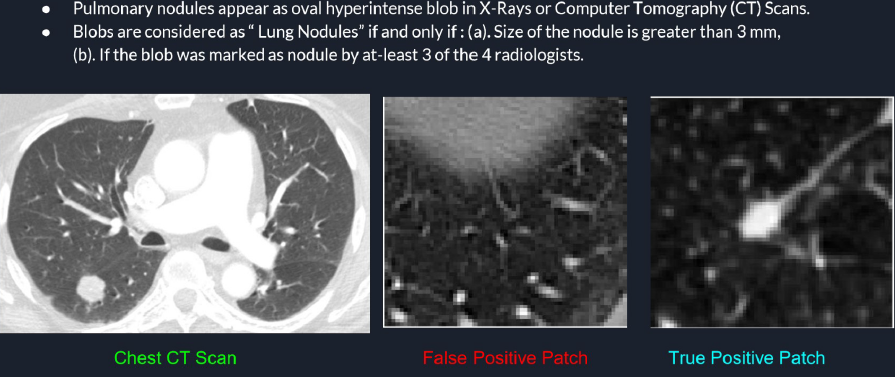 Pulmonary nodules appear as oval hyperintense blob in X-Rays or Computer Tomography (CT) Scans.
Blobs are considered as “ Lung Nodules” if and only if : (a). Size of the nodule is greater than 3 mm,
(b). If the blob was marked as nodule by at-least 3 of the 4 radiologists.
Chest CT Scan
False Positive Patch
True Positive Patch